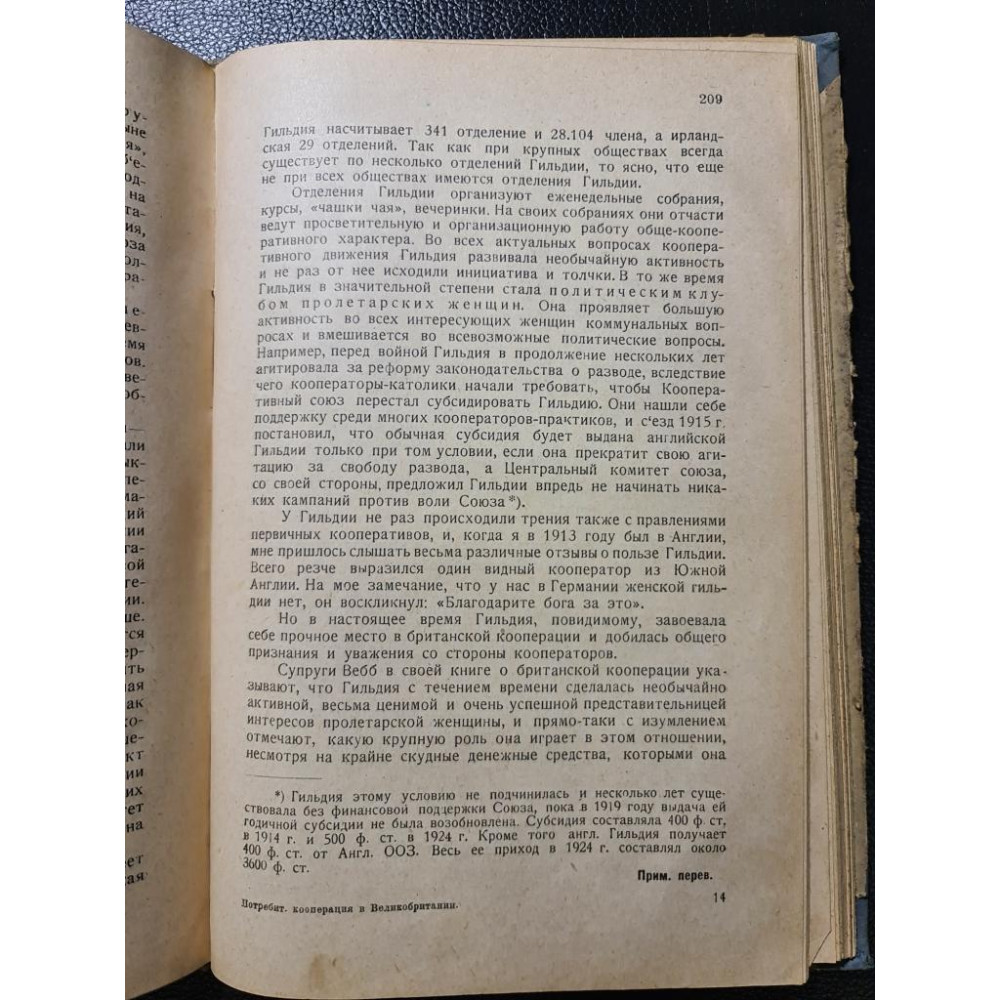 209
Гильдия насчитывает 341 отделение и 28.104 члена, а ирланд-
ская 29 отделений. Так как при крупных обществах всегда
существует по несколько отделений Гильдии, то ясно, что еще
не при всех обществах имеются отделения Гильдии.
Отделения Гильдии организуют еженедельные собрания,
курсы, «чашки чая», вечеринки. На своих собраниях они отчасти
ведут просветительную и организационную работу обще-коопе-
ративного характера. Во всех актуальных вопросах коопера-
тивного движения Гильдия развивала необычайную активность
и не раз от нее исходили инициатива и толчки. В то же время
Гильдия в значительной степени стала политическим клу-
бом пролетарских женщин. Она проявляет большую
активность во всех интересующих женщин коммунальных воп-
росах и вмешивается во всевозможные политические вопросы.
Например, перед войной Гильдия в продолжение нескольких лет
агитировала за реформу законодательства о разводе, вследствие
чего кооператоры-католики начали требовать, чтобы Коопера-
тивный союз перестал субсидировать Гильдию. Они нашли себе
поддержку среди многих кооператоров-практиков, и с‘езд 1915 г.
постановил, что обычная субсидия будет выдана английской
Гильдии только при том условии, если она прекратит свою аги-
тацию за свободу развода, а Центральный комитет союза,
со своей стороны, предложил Гильдии впредь не начинать ника-
ких кампаний против воли Союза*).
У Гильдии не раз происходили трения также с правлениями
первичных кооперативов, и, когда я в 1913 году был в Англии,
мне пришлось слышать весьма различные отзывы о пользе Гильдии.
Всего резче выразился один видный кооператор из Южной
Англии. На мое замечание, что у нас в Германии женской гиль-
дии нет, он воскликнул: «Благодарите бога за это».
Но в настоящее время Гильдия, повидимому, завоевала
себе прочное место в британской кооперации и добилась общего
признания и уважения со стороны кооператоров.
Супруги Вебб в своей книге о британской кооперации ука-
зывают, что Гильдия с течением времени сделалась необычайно
активной, весьма ценимой и очень успешной представительницей
интересов пролетарской женщины, и прямо-таки с изумлением
отмечают, какую крупную роль она играет в этом отношении,
несмотря на крайне скудные денежные средства, которыми она
*) Гильдия этому условию не подчинилась и несколько лет суще-
ствовала без финансовой поддержки Союза, пока в 1919 году выдача ей
годичной субсидии не была возобновлена. Субсидия составляла 400 ф. ст,
в 1914 г. и 500 ф. ст. в 1924 г. Кроме того англ. Гильдия получает
400 ф. ст. от Англ. ООЗ. Весь ее приход в 1924 г. составлял около
3600 ф. ст.
Прим. перев.
Потребит. кооперация в Великобритании.
14